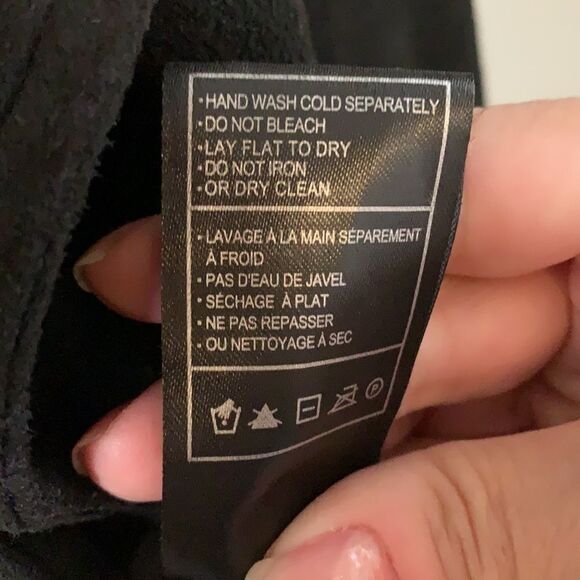 ·HAND WASH COLD SEPARATELY
·DO NOT BLEACH
·LAY FLAT TO DRY
·DO NOT IRON
·OR DRY CLEAN
·LAVAGE À LA MAIN SÉPAREMENT
À FROID
·PAS D'EAU DE JAVEL
·SÉCHAGE À PLAT
·NE PAS REPASSER
·OU NETTOYAGE À SEC
P